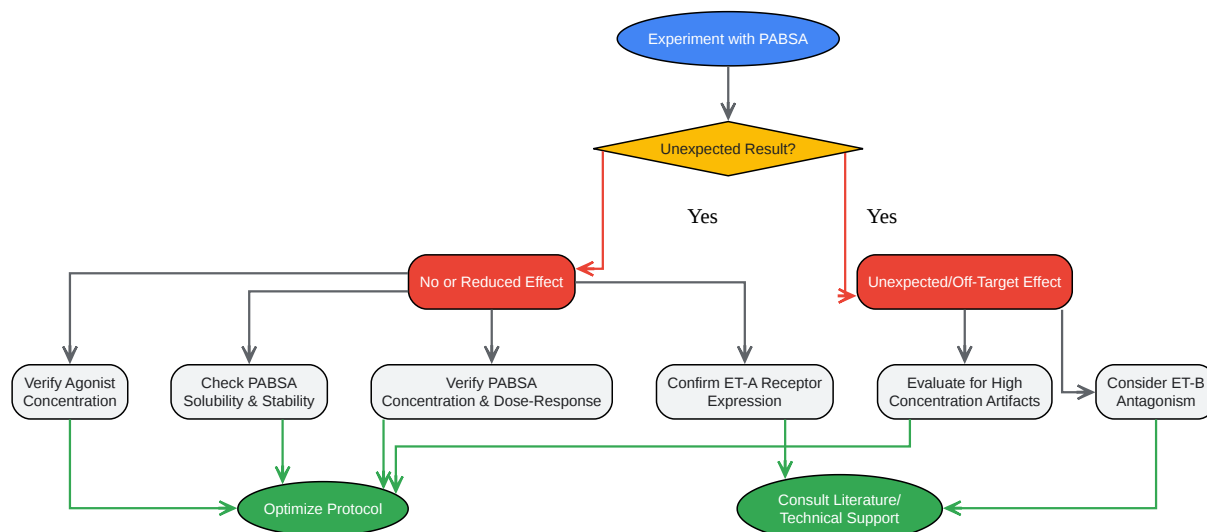 Experiment with PABSA
Unexpected Result?
Yes
Yes
No or Reduced Effect
Unexpected/Off-Target Effect
Verify Agonist
Concentration
Check PABSA
Solubility & Stability
Verify PABSA
Concentration & Dose-Response
Confirm ET-A Receptor
Expression
Evaluate for High
Concentration Artifacts
Consider ET-B
Antagonism
Optimize Protocol
Consult Literature/
Technical Support